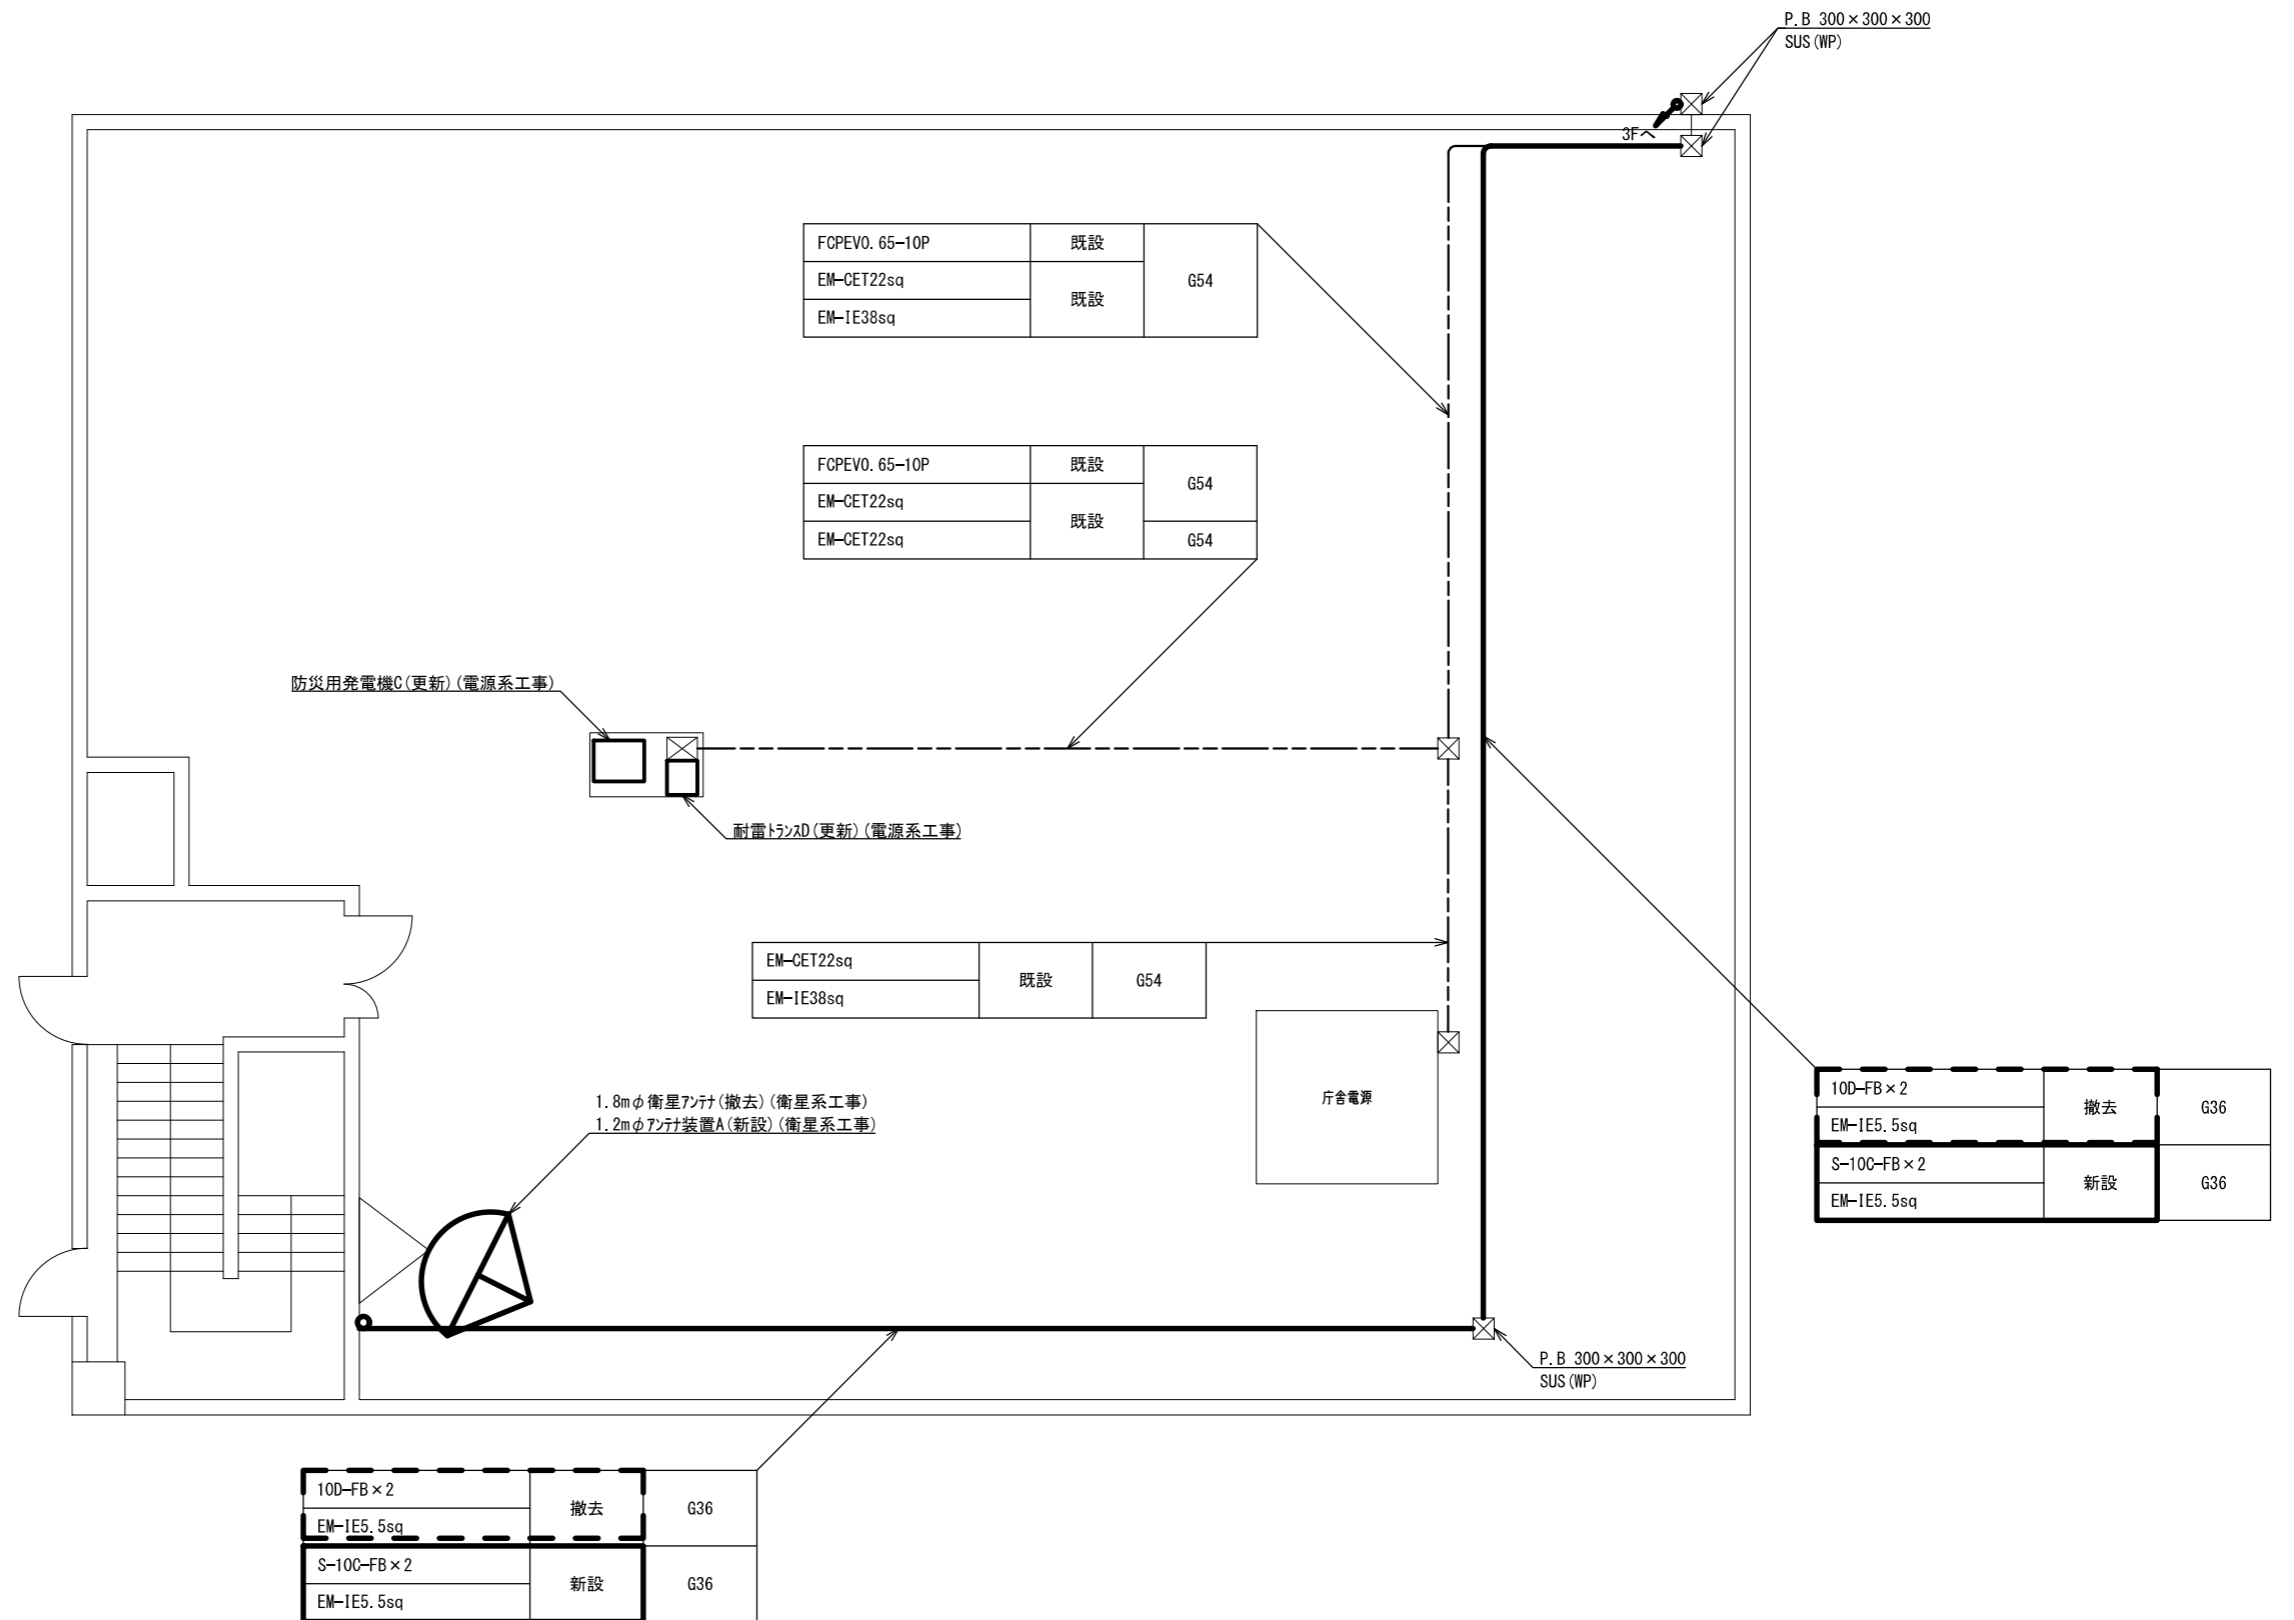 P.B 300×300×300
SUS(WP)
3Fへ
FCPEV0.65-10P 既設 G54
EM-CET22sq 既設
EM-IE38sq
FCPEV0.65-10P 既設 G54
EM-CET22sq 既設
EM-CET22sq G54
防災用発電機C(更新)(電源系工事)
耐雷トランスD(更新)(電源系工事)
EM-CET22sq 既設 G54
EM-IE38sq
庁舎電源
1.8mφ衛星アンテナ(撤去)(衛星系工事)
1.2mφアンテナ装置A(新設)(衛星系工事)
10D-FB×2 撤去 G36
EM-IE5.5sq
S-10C-FB×2 新設 G36
EM-IE5.5sq
P.B 300×300×300
SUS(WP)
10D-FB×2 撤去 G36
EM-IE5.5sq
S-10C-FB×2 新設 G36
EM-IE5.5sq